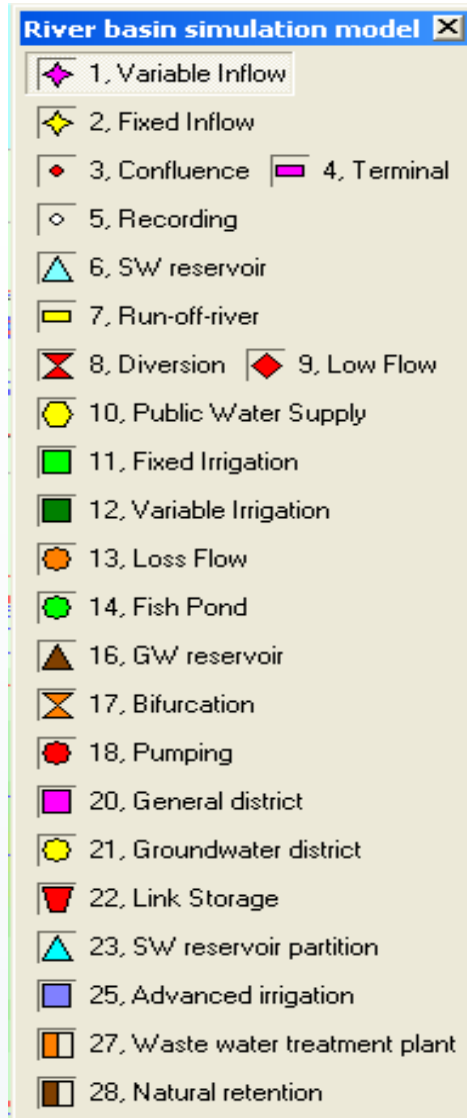 River basin simulation model
1, Variable Inflow
2, Fixed Inflow
3, Confluence 4, Terminal
5, Recording
6, SW reservoir
7, Run-off-river
8, Diversion 9, Low Flow
10, Public Water Supply
11, Fixed Irrigation
12, Variable Irrigation
13, Loss Flow
14, Fish Pond
16, GW reservoir
17, Bifurcation
18, Pumping
20, General district
21, Groundwater district
22, Link Storage
23, SW reservoir partition
25, Advanced irrigation
27, Waste water treatment plant
28, Natural retention